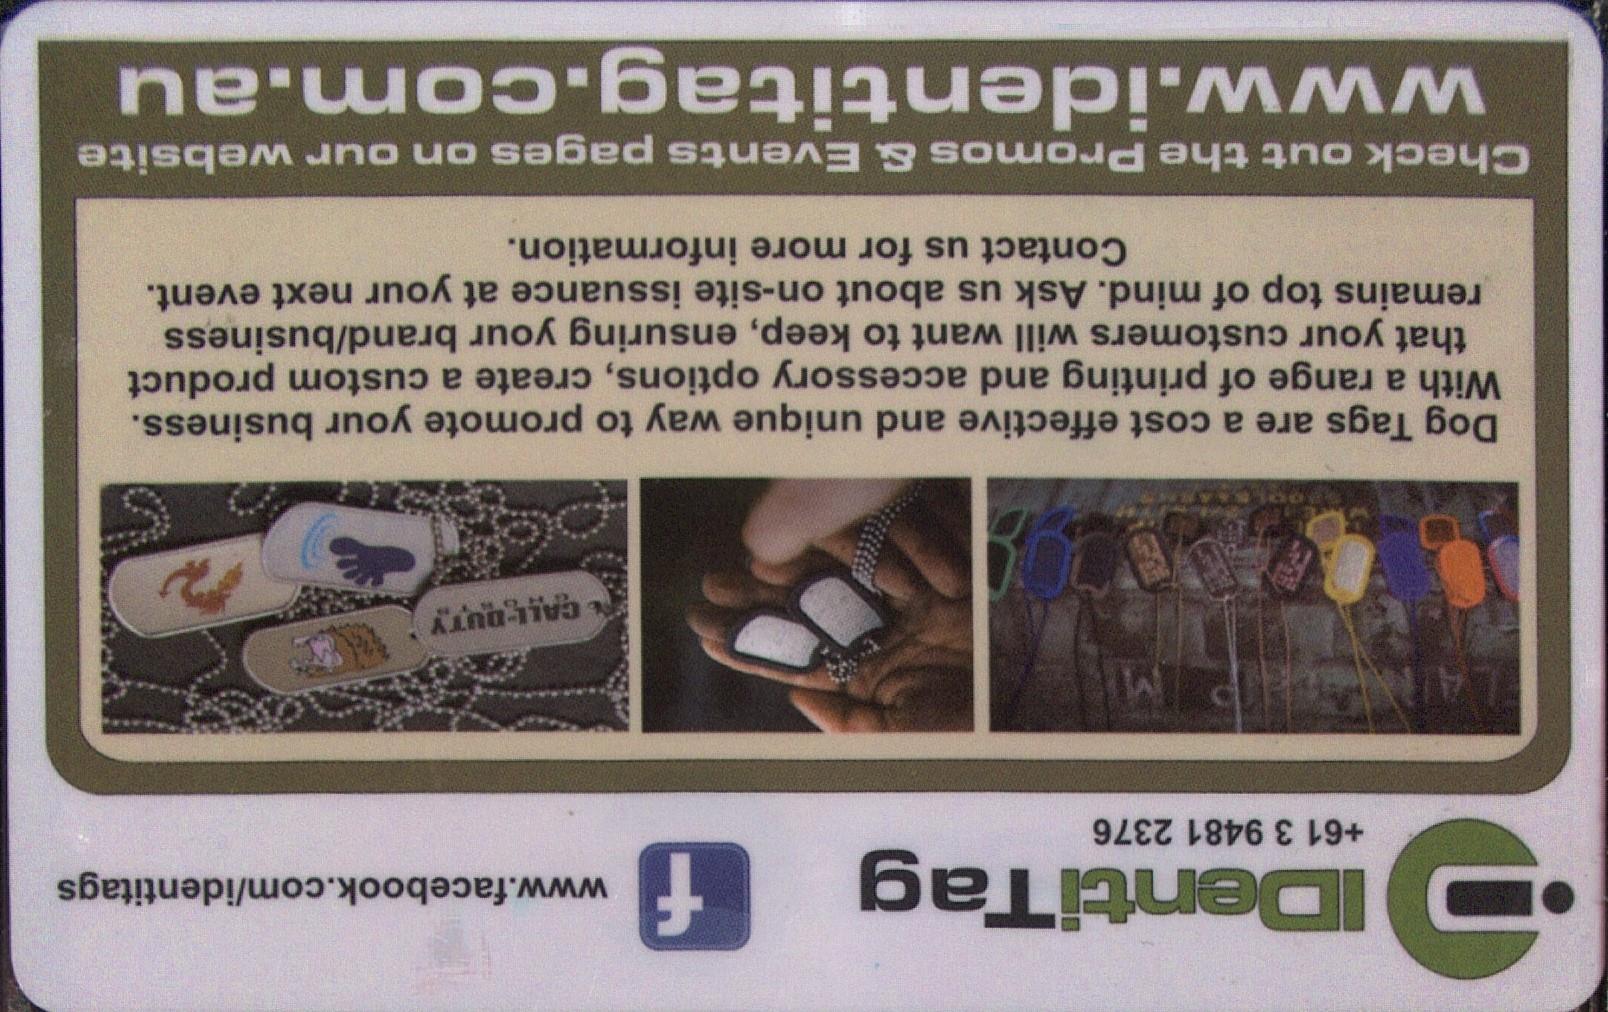 IDentiTag
+61 3 9481 2376
www.facebook.com/identitags
CALL OF DUTY
GHOSTS
Dog Tags are a cost effective and unique way to promote your business.
With a range of printing and accessory options, create a custom product
that your customers will want to keep, ensuring your brand/business
remains top of mind. Ask us about on-site issuance at your next event.
Contact us for more information.
Check out the Promos & Events pages on our website
www.identitag.com.au